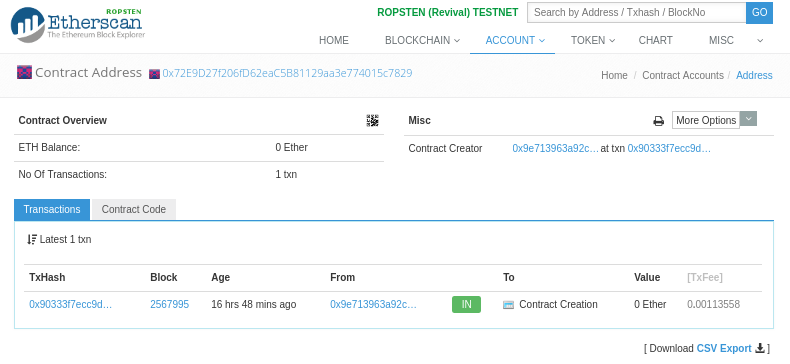 ROPSTEN
Etherscan
The Ethereum Block Explorer
ROPSTEN (Revival) TESTNET
Search by Address / Txhash / BlockNo
GO
HOME BLOCKCHAIN ACCOUNT TOKEN CHART MISC
Contract Address 0x72E9D27f206fD62eaC5B81129aa3e774015c7829
Home / Contract Accounts / Address
Contract Overview
ETH Balance: 0 Ether
No Of Transactions: 1 txn
Misc
More Options
Contract Creator 0x9e713963a92c… at txn 0x90333f7ecc9d…
Transactions Contract Code
Latest 1 txn
TxHash Block Age From To Value [TxFee]
0x90333f7ecc9d… 2567995 16 hrs 48 mins ago 0x9e713963a92c… IN Contract Creation 0 Ether 0.00113558
[ Download CSV Export ]